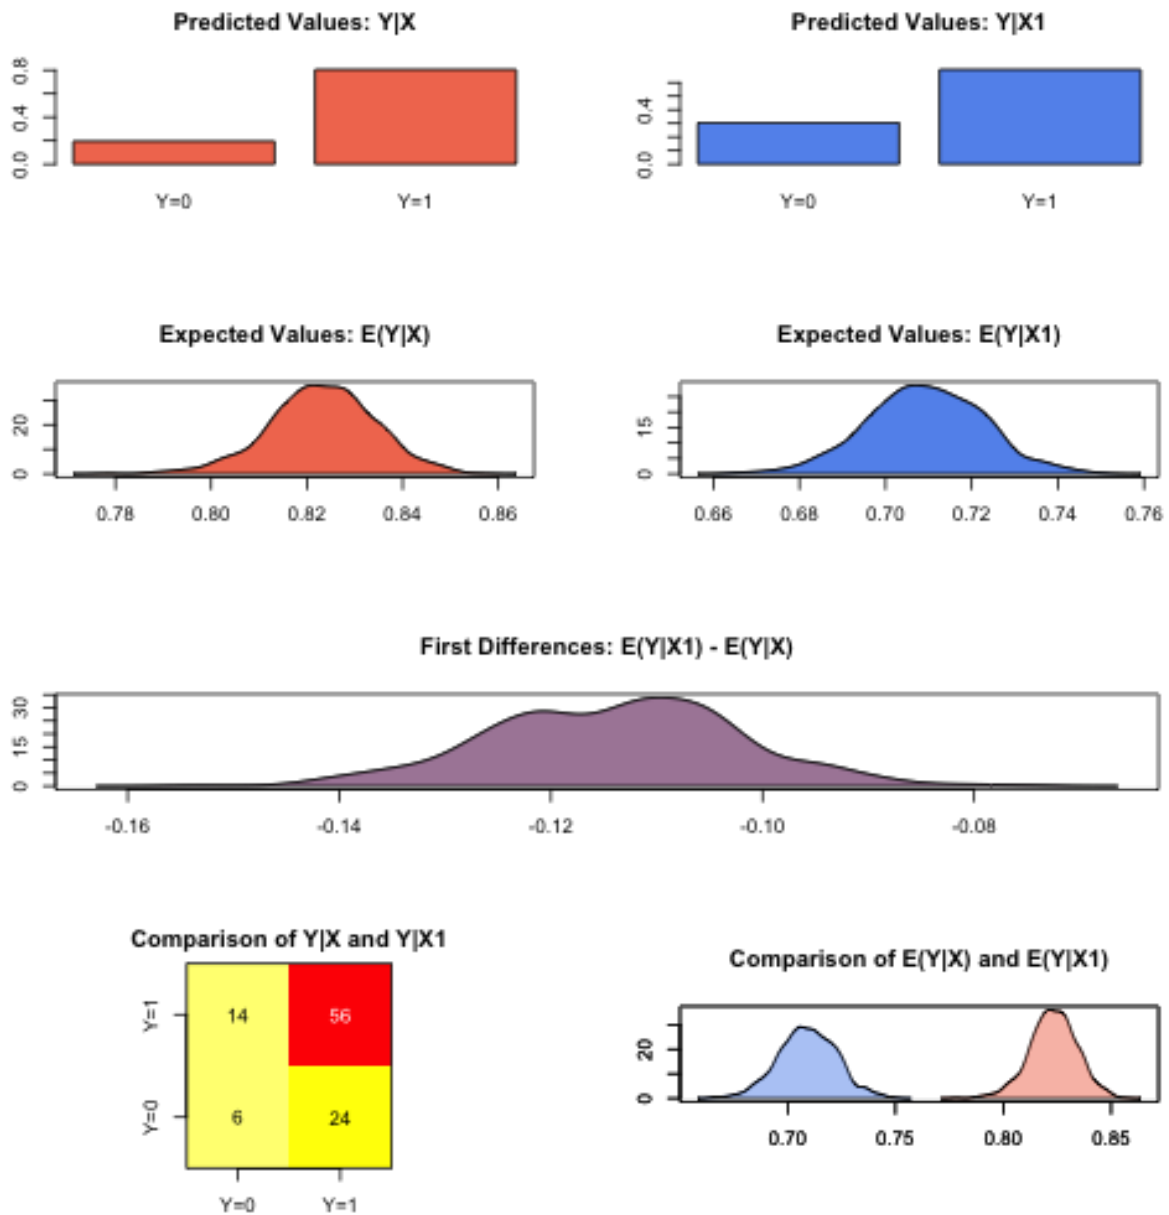 Predicted Values: Y|X
0.0 0.4 0.8
Y=0 Y=1
Predicted Values: Y|X1
0.0 0.4
Y=0 Y=1
Expected Values: E(Y|X)
0 20
0.78 0.80 0.82 0.84 0.86
Expected Values: E(Y|X1)
0 15
0.66 0.68 0.70 0.72 0.74 0.76
First Differences: E(Y|X1) - E(Y|X)
0 15 30
-0.16 -0.14 -0.12 -0.10 -0.08
Comparison of Y|X and Y|X1
Y=1
14 56
Y=0
6 24
Y=0 Y=1
Comparison of E(Y|X) and E(Y|X1)
0 20
0.70 0.75 0.80 0.85